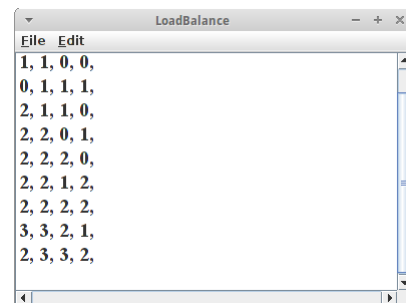 LoadBalance
File Edit
1, 1, 0, 0,
0, 1, 1, 1,
2, 1, 1, 0,
2, 2, 0, 1,
2, 2, 2, 0,
2, 2, 1, 2,
2, 2, 2, 2,
3, 3, 2, 1,
2, 3, 3, 2,